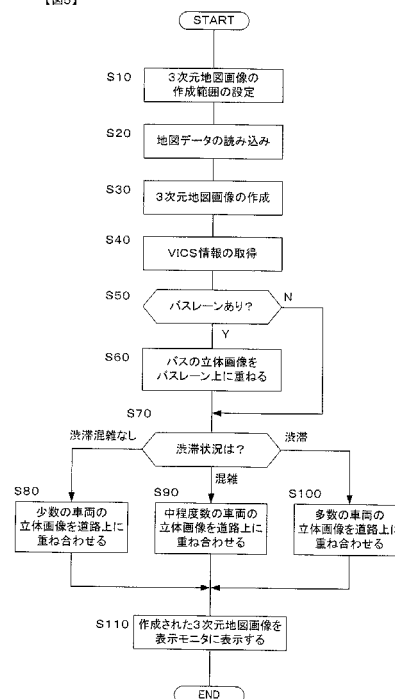 【図5】
START
S10
3次元地図画像の
作成範囲の設定
S20
地図データの読み込み
S30
3次元地図画像の作成
S40
VICS情報の取得
S50
バスレーンあり?
N
Y
S60
バスの立体画像を
バスレーン上に重ねる
S70
渋滞混雑なし
渋滞状況は?
渋滞
混雑
S80
少数の車両の
立体画像を道路上に
重ね合わせる
S90
中程度数の車両の
立体画像を道路上に
重ね合わせる
S100
多数の車両の
立体画像を道路上に
重ね合わせる
S110
作成された3次元地図画像を
表示モニタに表示する
END